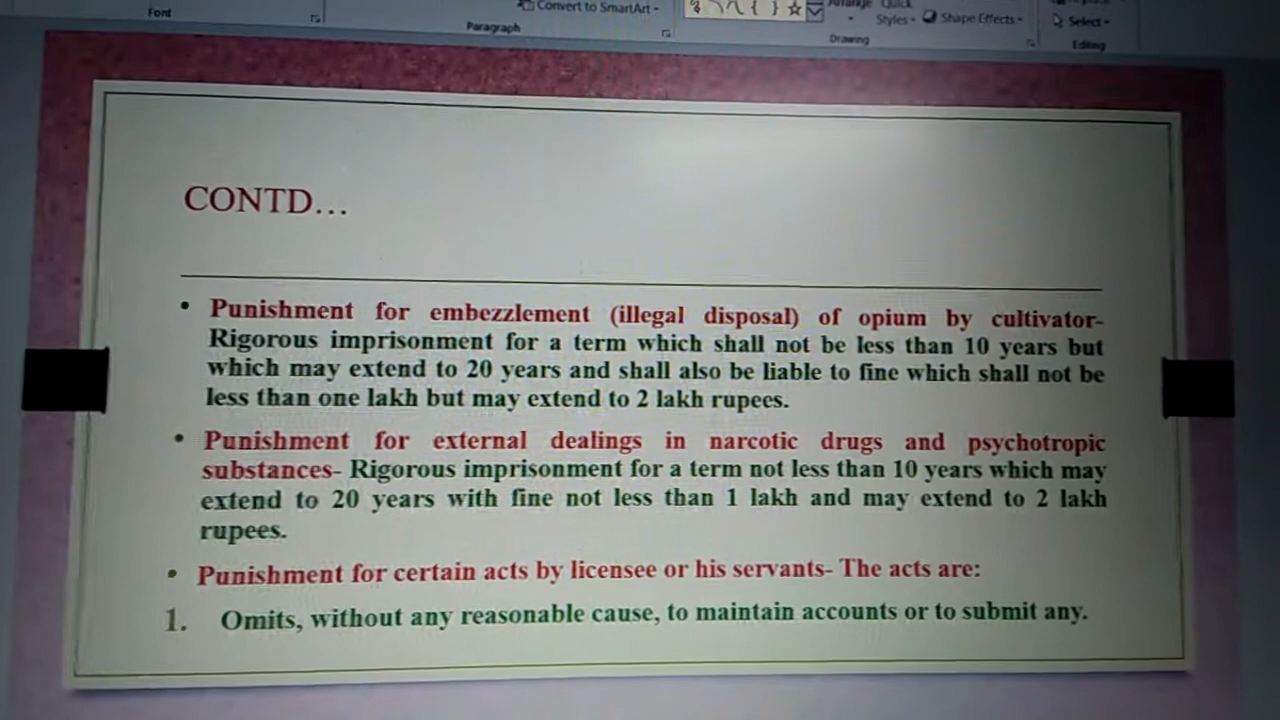 Font
Convert to SmartArt
Paragraph
Arrange Quick
Styles
Shape Effects
Drawing
Select
Editing
CONTD...
• Punishment for embezzlement (illegal disposal) of opium by cultivator-
Rigorous imprisonment for a term which shall not be less than 10 years but
which may extend to 20 years and shall also be liable to fine which shall not be
less than one lakh but may extend to 2 lakh rupees.
• Punishment for external dealings in narcotic drugs and psychotropic
substances- Rigorous imprisonment for a term not less than 10 years which may
extend to 20 years with fine not less than 1 lakh and may extend to 2 lakh
rupees.
• Punishment for certain acts by licensee or his servants- The acts are:
1. Omits, without any reasonable cause, to maintain accounts or to submit any.